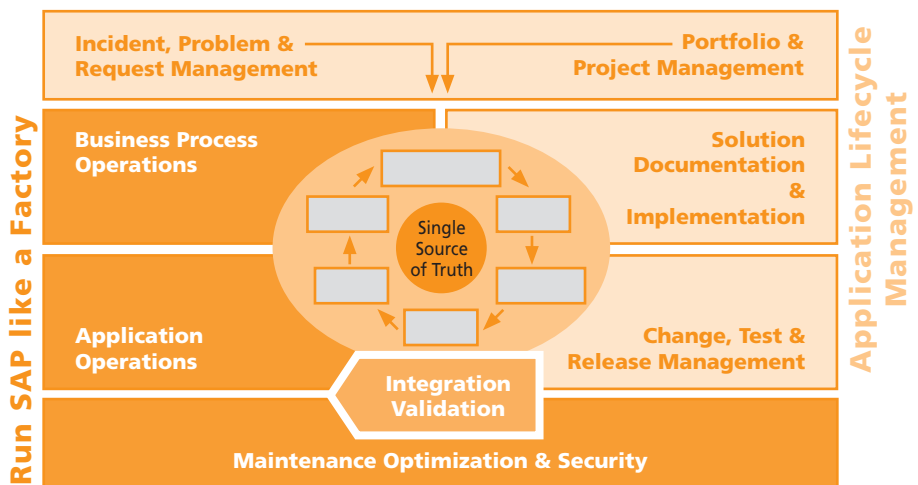 Incident, Problem &
Request Management
Portfolio &
Project Management
Business Process
Operations
Solution
Documentation
&
Implementation
Single
Source
of Truth
Application
Operations
Change, Test &
Release Management
Integration
Validation
Maintenance Optimization & Security
Run SAP like a Factory
Application Lifecycle
Management